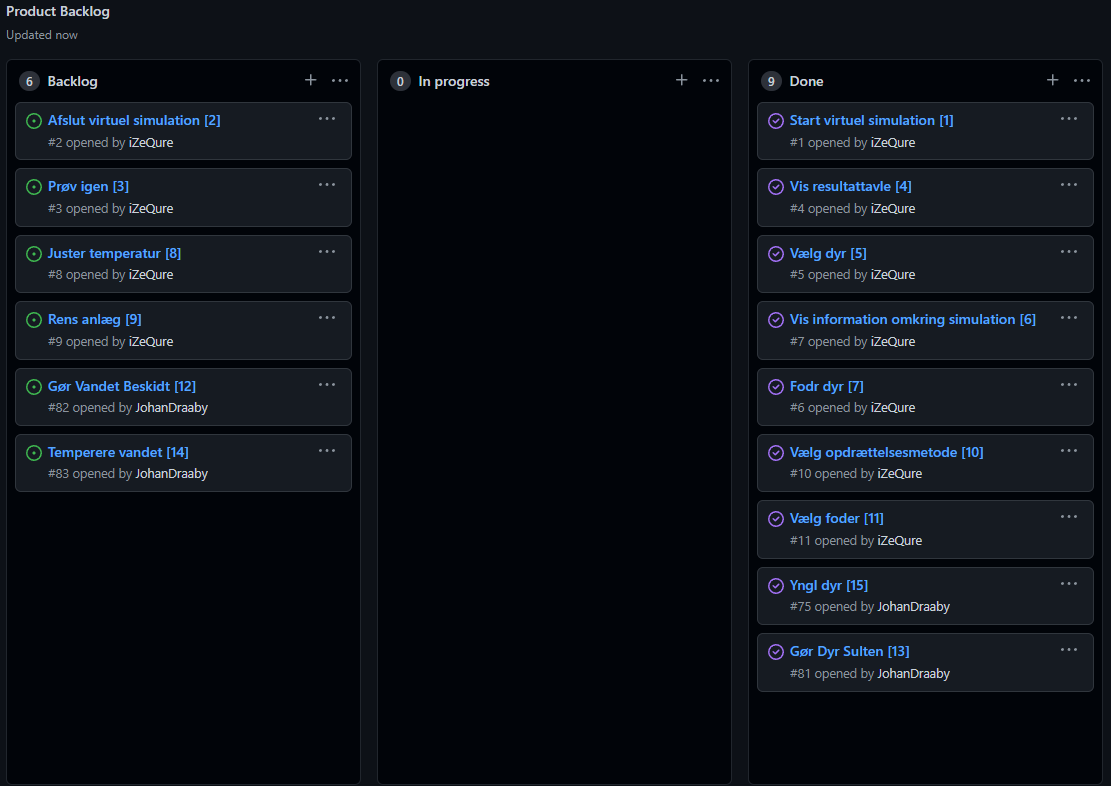 Product Backlog
Updated now
6 Backlog
Afslut virtuel simulation [2]
#2 opened by iZeQure
Prøv igen [3]
#3 opened by iZeQure
Juster temperatur [8]
#8 opened by iZeQure
Rens anlæg [9]
#9 opened by iZeQure
Gør Vandet Beskidt [12]
#82 opened by JohanDraaby
Temperere vandet [14]
#83 opened by JohanDraaby
0 In progress
9 Done
Start virtuel simulation [1]
#1 opened by iZeQure
Vis resultattavle [4]
#4 opened by iZeQure
Vælg dyr [5]
#5 opened by iZeQure
Vis information omkring simulation [6]
#7 opened by iZeQure
Fodr dyr [7]
#6 opened by iZeQure
Vælg opdrættelsesmetode [10]
#10 opened by iZeQure
Vælg foder [11]
#11 opened by iZeQure
Yngl dyr [15]
#75 opened by JohanDraaby
Gør Dyr Sulten [13]
#81 opened by JohanDraaby